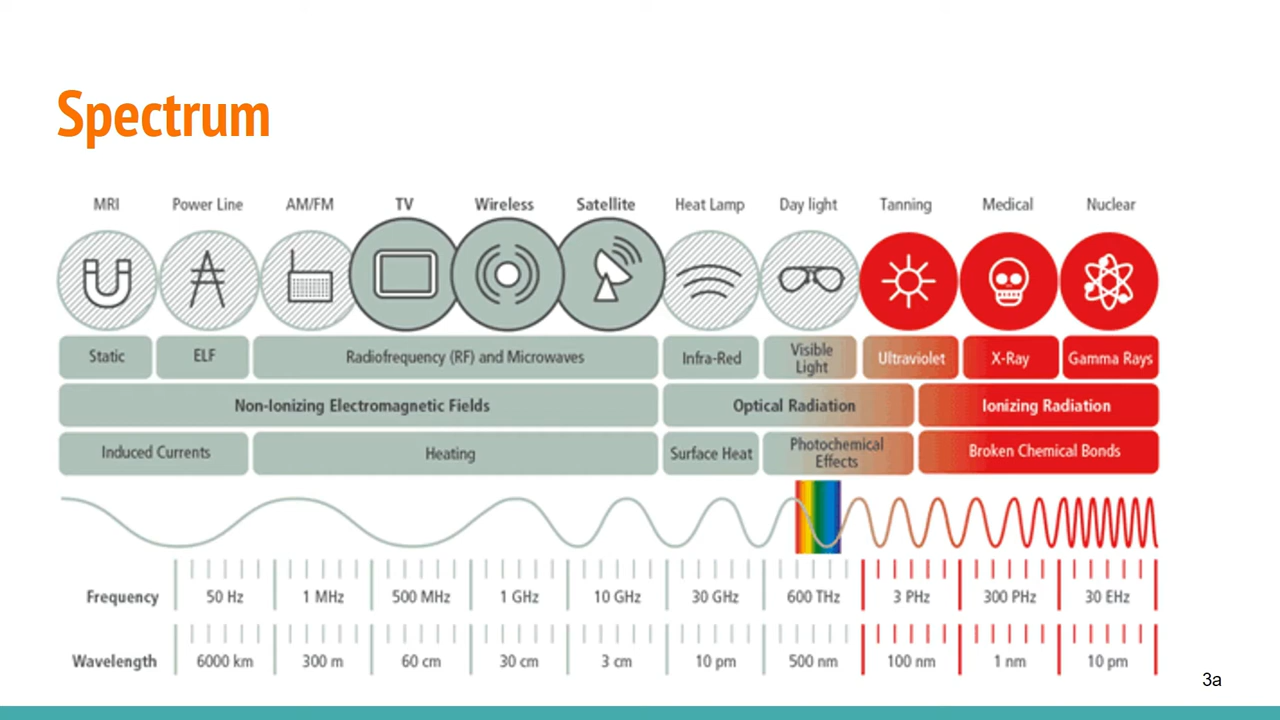 Spectrum
MRI Power Line AM/FM TV Wireless Satellite Heat Lamp Day light Tanning Medical Nuclear
Static ELF Radiofrequency (RF) and Microwaves Infra-Red Visible Light Ultraviolet X-Ray Gamma Rays
Non-Ionizing Electromagnetic Fields Optical Radiation Ionizing Radiation
Induced Currents Heating Surface Heat Photochemical Effects Broken Chemical Bonds
Frequency 50 Hz 1 MHz 500 MHz 1 GHz 10 GHz 30 GHz 600 THz 3 PHz 300 PHz 30 EHz
Wavelength 6000 km 300 m 60 cm 30 cm 3 cm 10 pm 500 nm 100 nm 1 nm 10 pm
3a